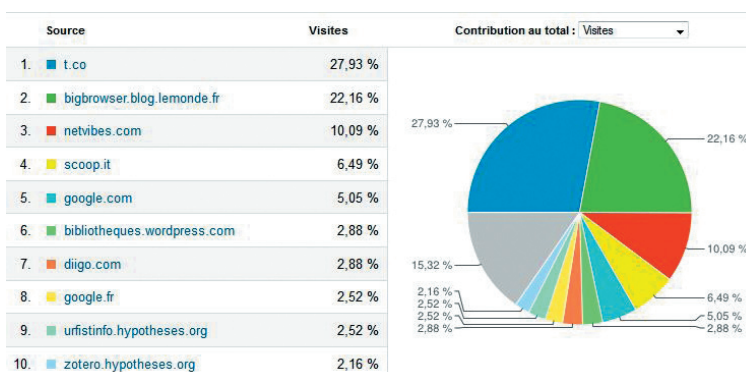 Source Visites Contribution au total : Visites
1. t.co 27,93 %
2. bigbrowser.blog.lemonde.fr 22,16 %
3. netvibes.com 10,09 %
4. scoop.it 6,49 %
5. google.com 5,05 %
6. bibliotheques.wordpress.com 2,88 %
7. diigo.com 2,88 %
8. google.fr 2,52 %
9. urfistinfo.hypotheses.org 2,52 %
10. zotero.hypotheses.org 2,16 %
27,93 %
22,16 %
10,09 %
15,32 %
2,16 %
2,52 %
2,52 %
2,88 %
6,49 %
5,05 %
2,88 %